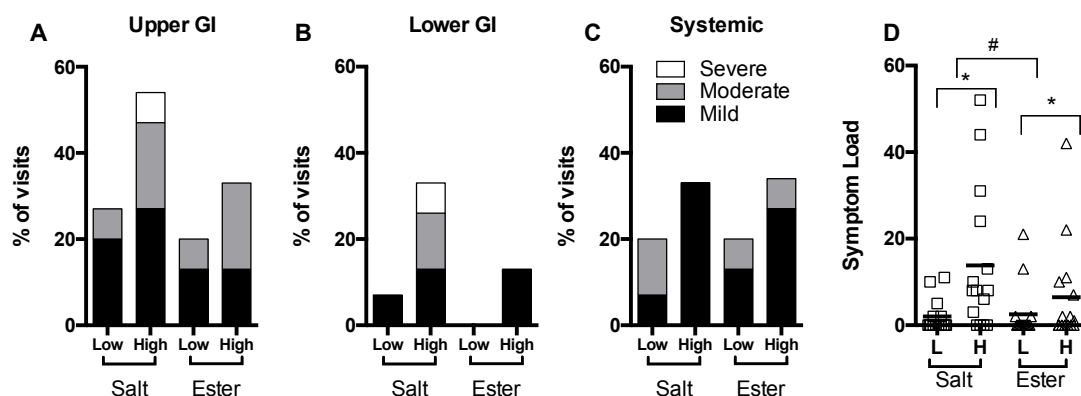 A Upper GI
% of visits
60
40
20
0
Low High Low High
Salt Ester
B Lower GI
% of visits
60
40
20
0
Low High Low High
Salt Ester
C Systemic
% of visits
60
40
20
0
Severe
Moderate
Mild
Low High Low High
Salt Ester
D
Symptom Load
60
40
20
0
#
* *
L H L H
Salt Ester